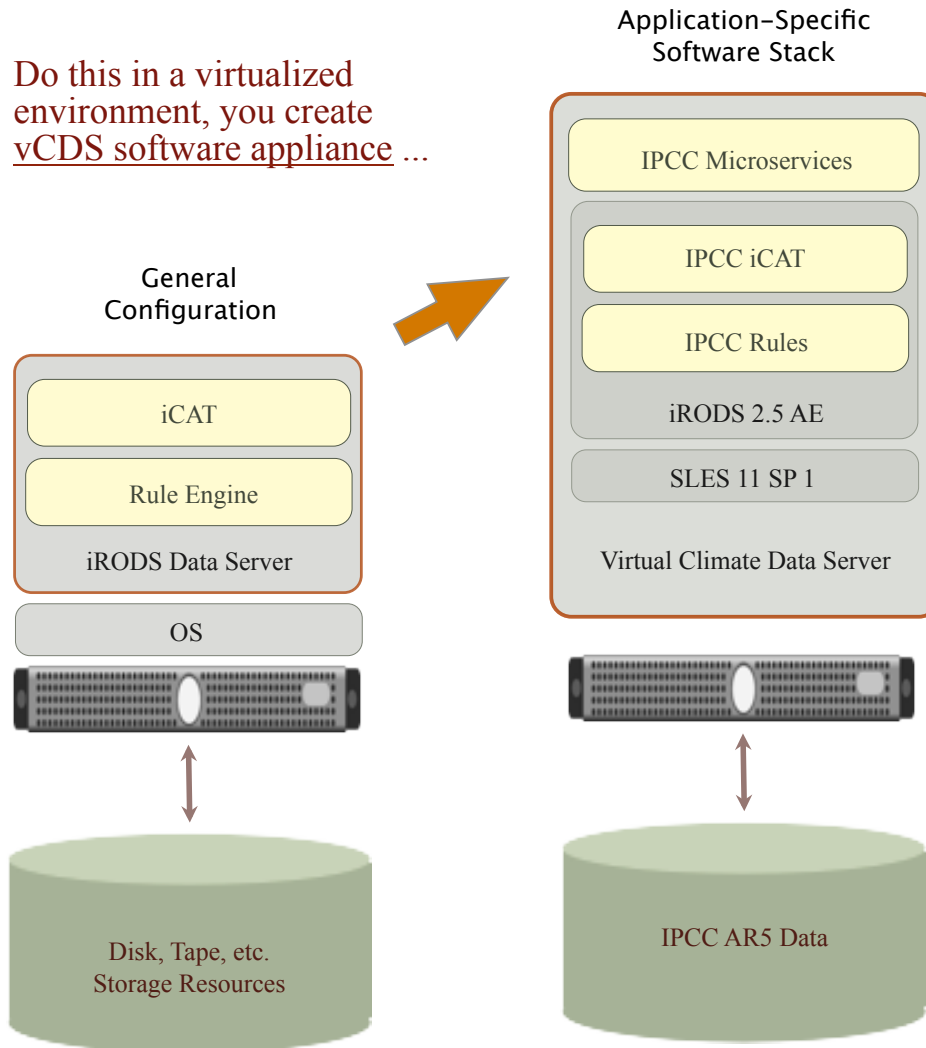 Do this in a virtualized
environment, you create
vCDS software appliance ...
General
Configuration
iCAT
Rule Engine
iRODS Data Server
OS
Disk, Tape, etc.
Storage Resources
Application-Specific
Software Stack
IPCC Microservices
IPCC iCAT
IPCC Rules
iRODS 2.5 AE
SLES 11 SP 1
Virtual Climate Data Server
IPCC AR5 Data